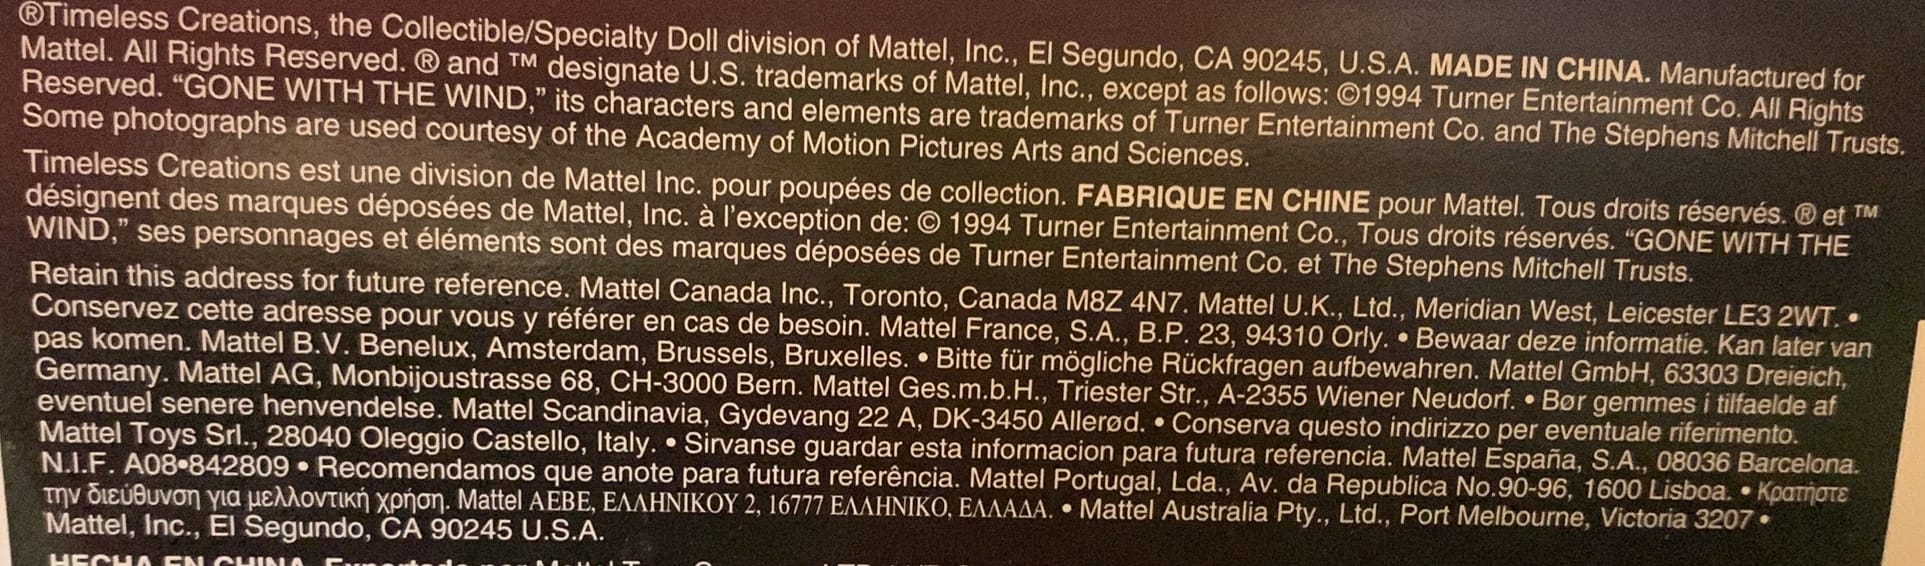 ®Timeless Creations, the Collectible/Specialty Doll division of Mattel, Inc., El Segundo, CA 90245, U.S.A. MADE IN CHINA. Manufactured for
Mattel. All Rights Reserved. ® and ™ designate U.S. trademarks of Mattel, Inc., except as follows: ©1994 Turner Entertainment Co. All Rights
Reserved. “GONE WITH THE WIND,” its characters and elements are trademarks of Turner Entertainment Co. and The Stephens Mitchell Trusts.
Some photographs are used courtesy of the Academy of Motion Pictures Arts and Sciences.
Timeless Creations est une division de Mattel Inc. pour poupées de collection. FABRIQUE EN CHINE pour Mattel. Tous droits réservés. ® et ™
désignent des marques déposées de Mattel, Inc. à l’exception de: © 1994 Turner Entertainment Co., Tous droits réservés. “GONE WITH THE
WIND,” ses personnages et éléments sont des marques déposées de Turner Entertainment Co. et The Stephens Mitchell Trusts.
Retain this address for future reference. Mattel Canada Inc., Toronto, Canada M8Z 4N7. Mattel U.K., Ltd., Meridian West, Leicester LE3 2WT. •
Conservez cette adresse pour vous y référer en cas de besoin. Mattel France, S.A., B.P. 23, 94310 Orly. • Bewaar deze informatie. Kan later van
pas komen. Mattel B.V. Benelux, Amsterdam, Brussels, Bruxelles. • Bitte für mögliche Rückfragen aufbewahren. Mattel GmbH, 63303 Dreieich,
Germany. Mattel AG, Monbijoustrasse 68, CH-3000 Bern. Mattel Ges.m.b.H., Triester Str., A-2355 Wiener Neudorf. • Bør gemmes i tilfaelde af
eventuel senere henvendelse. Mattel Scandinavia, Gydevang 22 A, DK-3450 Allerød. • Conserva questo indirizzo per eventuale riferimento.
Mattel Toys Srl., 28040 Oleggio Castello, Italy. • Sirvanse guardar esta informacion para futura referencia. Mattel España, S.A., 08036 Barcelona.
N.I.F. A08•842809 • Recomendamos que anote para futura referência. Mattel Portugal, Lda., Av. da Republica No.90-96, 1600 Lisboa. • Κρατήστε
την διεύθυνση για μελλοντική χρήση. Mattel ΑΕΒΕ, ΕΛΛΗΝΙΚΟΥ 2, 16777 ΕΛΛΗΝΙΚΟ, ΕΛΛΑΔΑ. • Mattel Australia Pty., Ltd., Port Melbourne, Victoria 3207 •
Mattel, Inc., El Segundo, CA 90245 U.S.A.
HECHA EN CHINA.